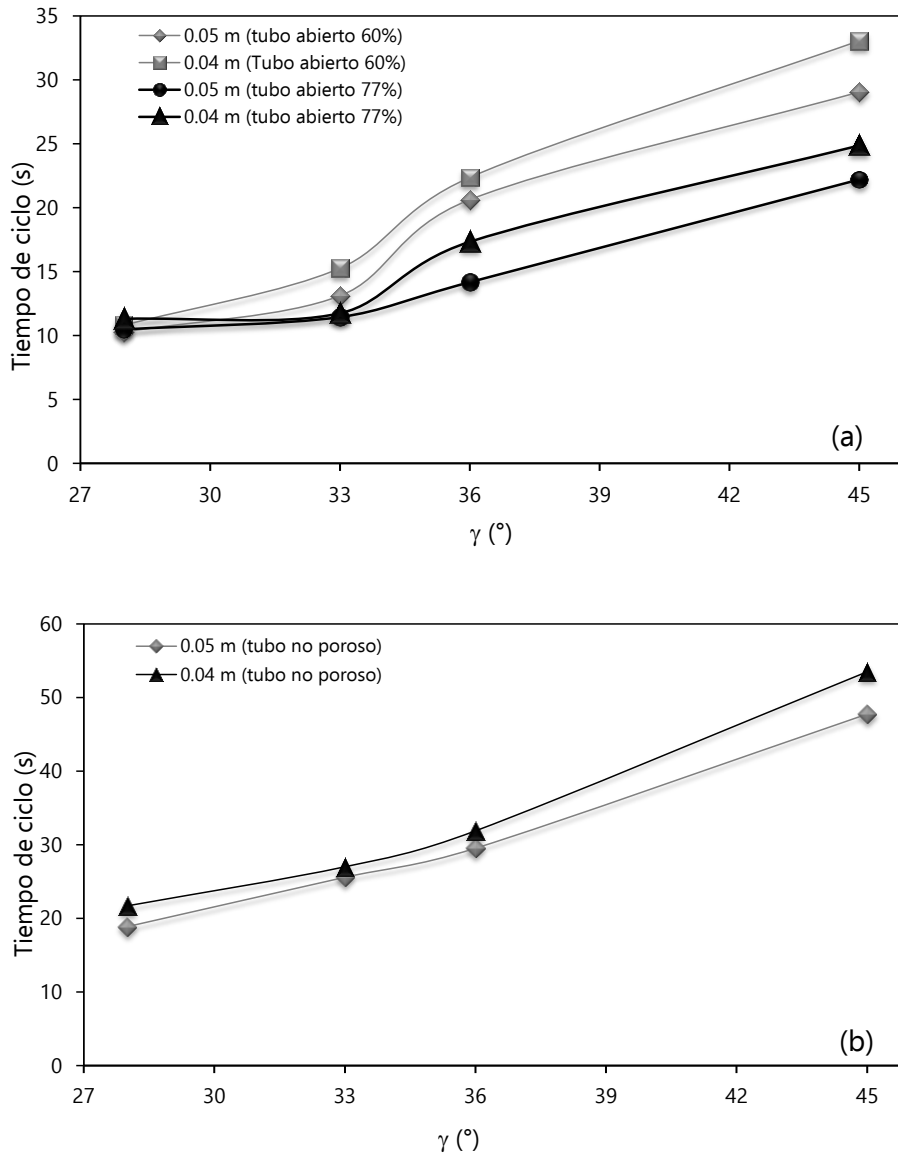 35
30
25
20
15
10
5
0
Tiempo de ciclo (s)
0.05 m (tubo abierto 60%)
0.04 m (Tubo abierto 60%)
0.05 m (tubo abierto 77%)
0.04 m (tubo abierto 77%)
(a)
27 30 33 36 39 42 45
γ (°)
60
50
40
30
20
10
0
Tiempo de ciclo (s)
0.05 m (tubo no poroso)
0.04 m (tubo no poroso)
(b)
27 30 33 36 39 42 45
γ (°)